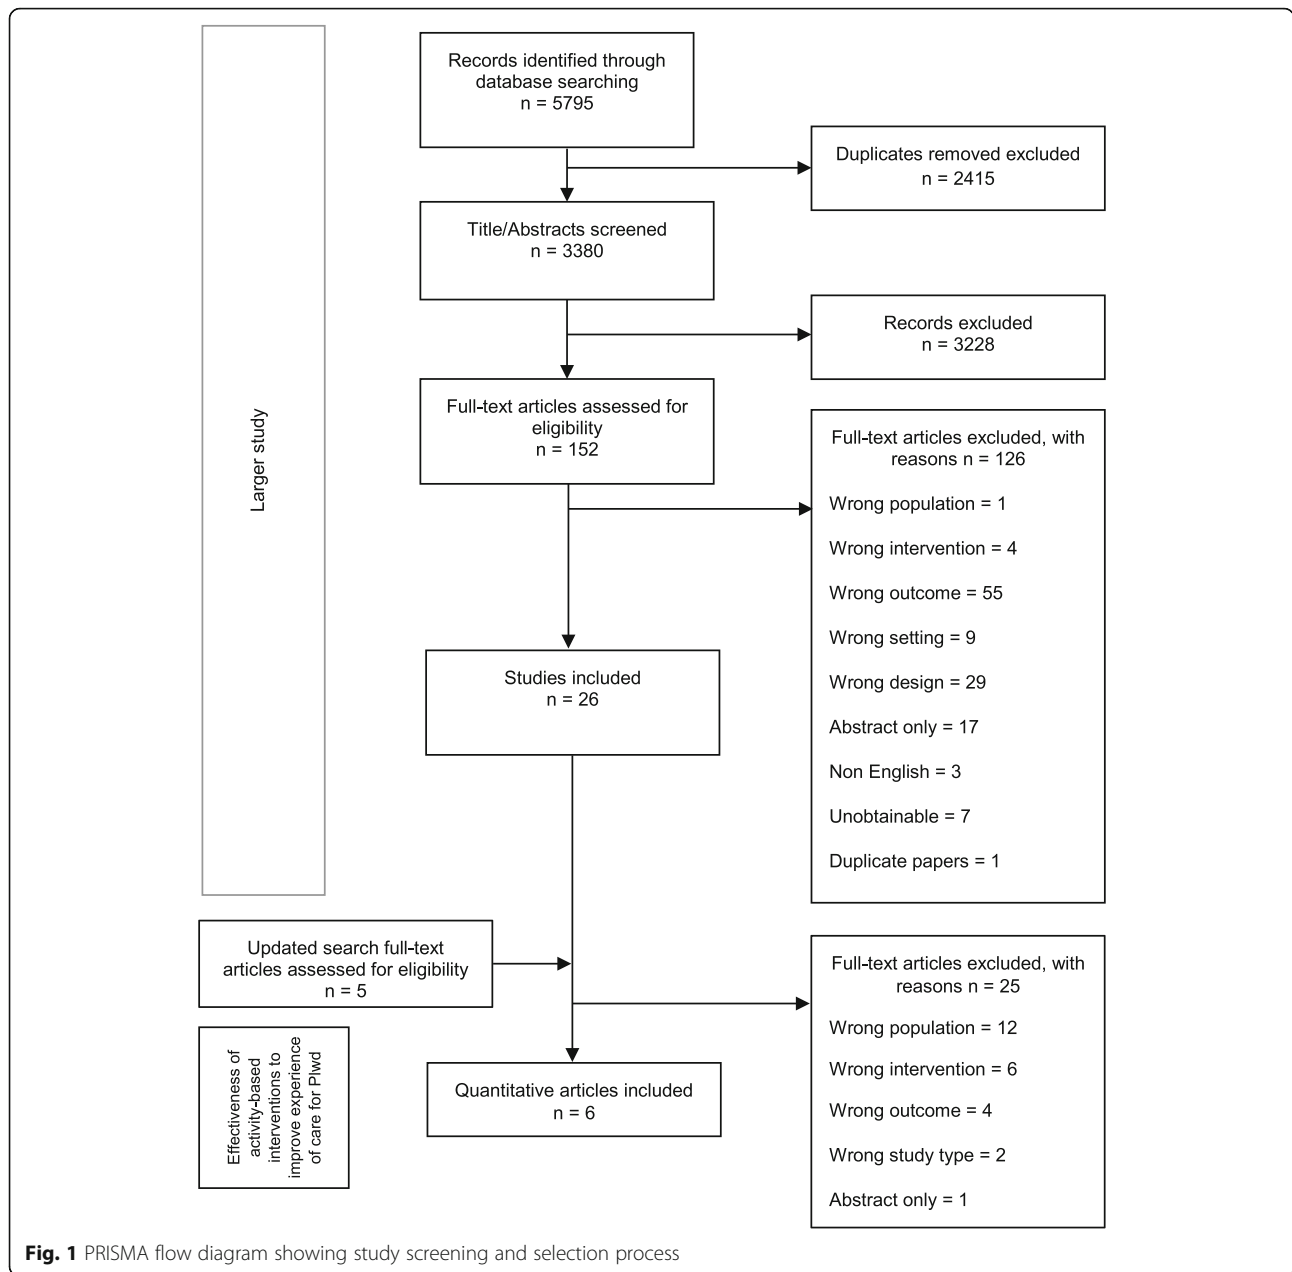 Records identified through
database searching
n = 5795
Duplicates removed excluded
n = 2415
Title/Abstracts screened
n = 3380
Records excluded
n = 3228
Larger study
Full-text articles assessed for
eligibility
n = 152
Full-text articles excluded, with
reasons n = 126
Wrong population = 1
Wrong intervention = 4
Wrong outcome = 55
Wrong setting = 9
Wrong design = 29
Abstract only = 17
Non English = 3
Unobtainable = 7
Duplicate papers = 1
Studies included
n = 26
Updated search full-text
articles assessed for eligibility
n = 5
Full-text articles excluded, with
reasons n = 25
Wrong population = 12
Wrong intervention = 6
Wrong outcome = 4
Wrong study type = 2
Abstract only = 1
Effectiveness of
activity-based
interventions to
improve experience
of care for Plwd
Quantitative articles included
n = 6
Fig. 1 PRISMA flow diagram showing study screening and selection process